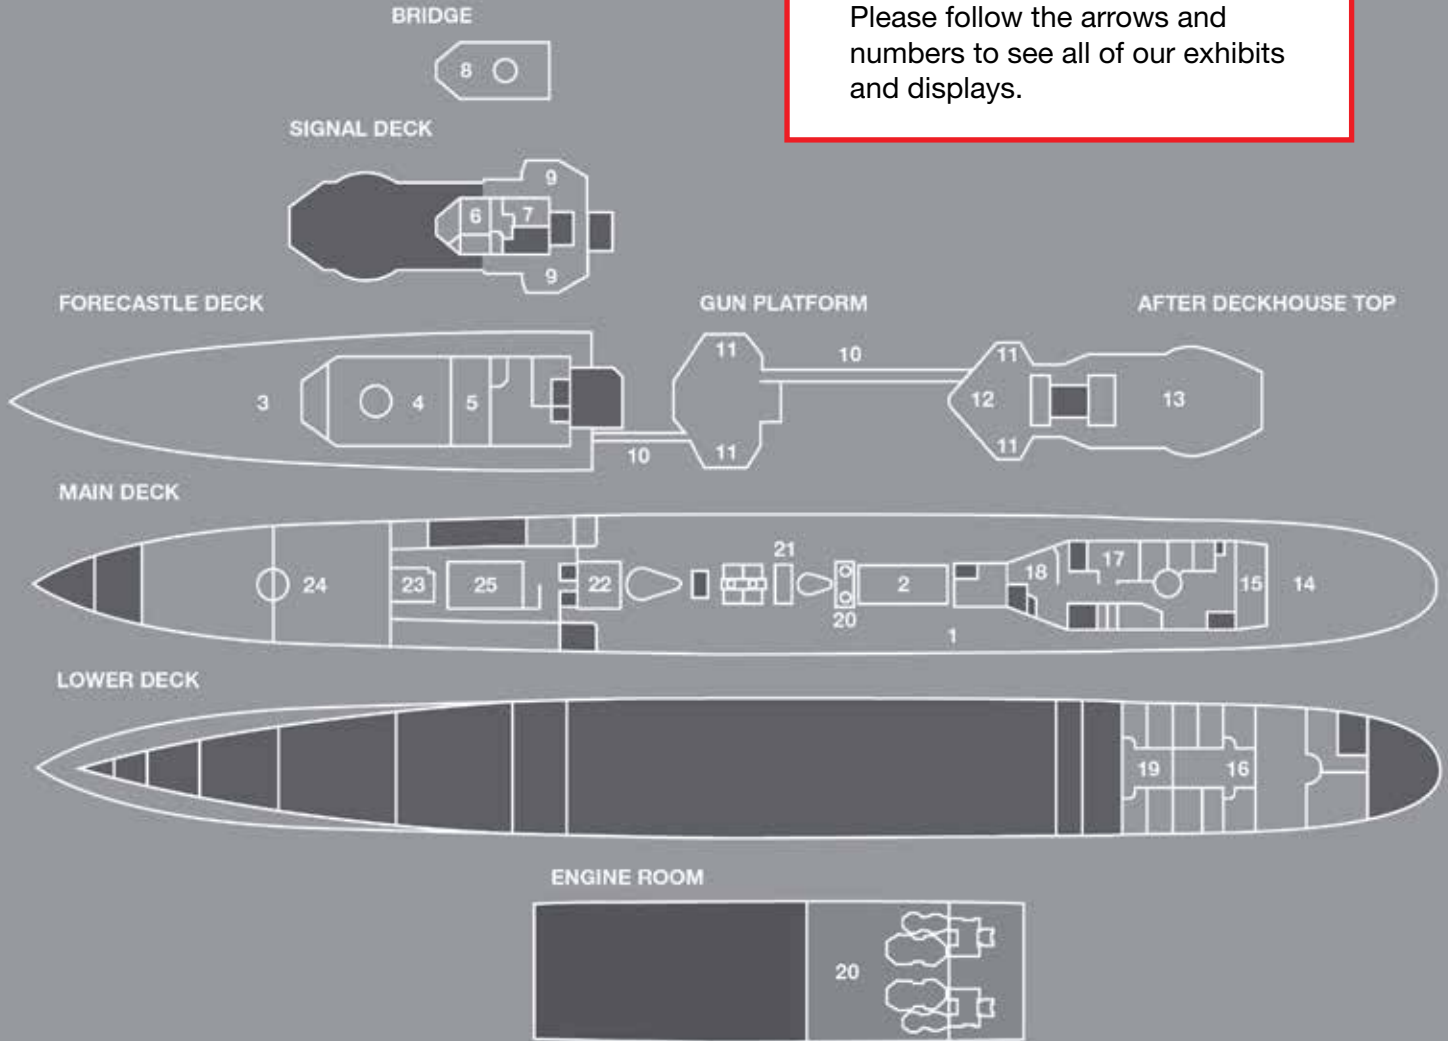 Please follow the arrows and
numbers to see all of our exhibits
and displays.
BRIDGE
8
SIGNAL DECK
9
6 7
9
FORECASTLE DECK
GUN PLATFORM
AFTER DECKHOUSE TOP
11 10 11
3 4 5 12 13
10 11 11
MAIN DECK
21 17
24 23 25 22 2 18 15 14
20 1
LOWER DECK
19 16
ENGINE ROOM
20